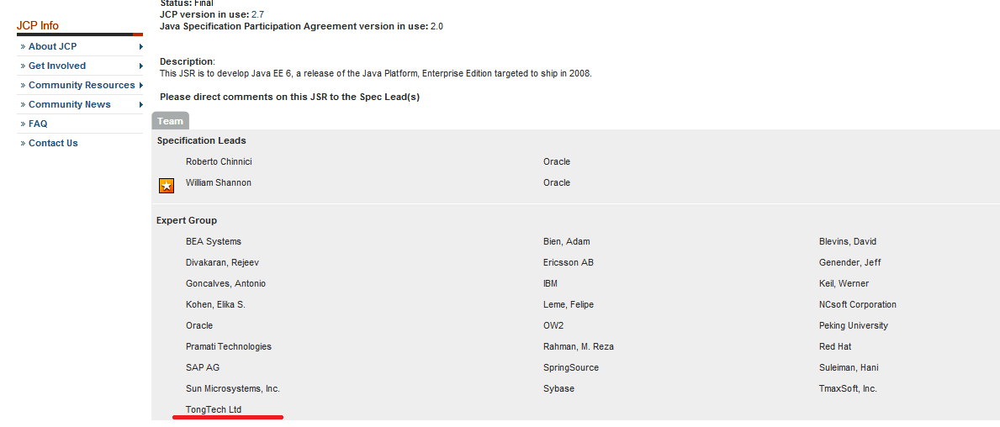 Status: Final
JCP version in use: 2.7
Java Specification Participation Agreement version in use: 2.0
JCP Info
» About JCP
» Get Involved
» Community Resources
» Community News
» FAQ
» Contact Us
Description:
This JSR is to develop Java EE 6, a release of the Java Platform, Enterprise Edition targeted to ship in 2008.
Please direct comments on this JSR to the Spec Lead(s)
Team
Specification Leads
Roberto Chinnici Oracle
William Shannon Oracle
Expert Group
BEA Systems Bien, Adam Blevins, David
Divakaran, Rejeev Ericsson AB Genender, Jeff
Goncalves, Antonio IBM Keil, Werner
Kohen, Elika S. Leme, Felipe NCsoft Corporation
Oracle OW2 Peking University
Pramati Technologies Rahman, M. Reza Red Hat
SAP AG SpringSource Suleiman, Hani
Sun Microsystems, Inc. Sybase TmaxSoft, Inc.
TongTech Ltd